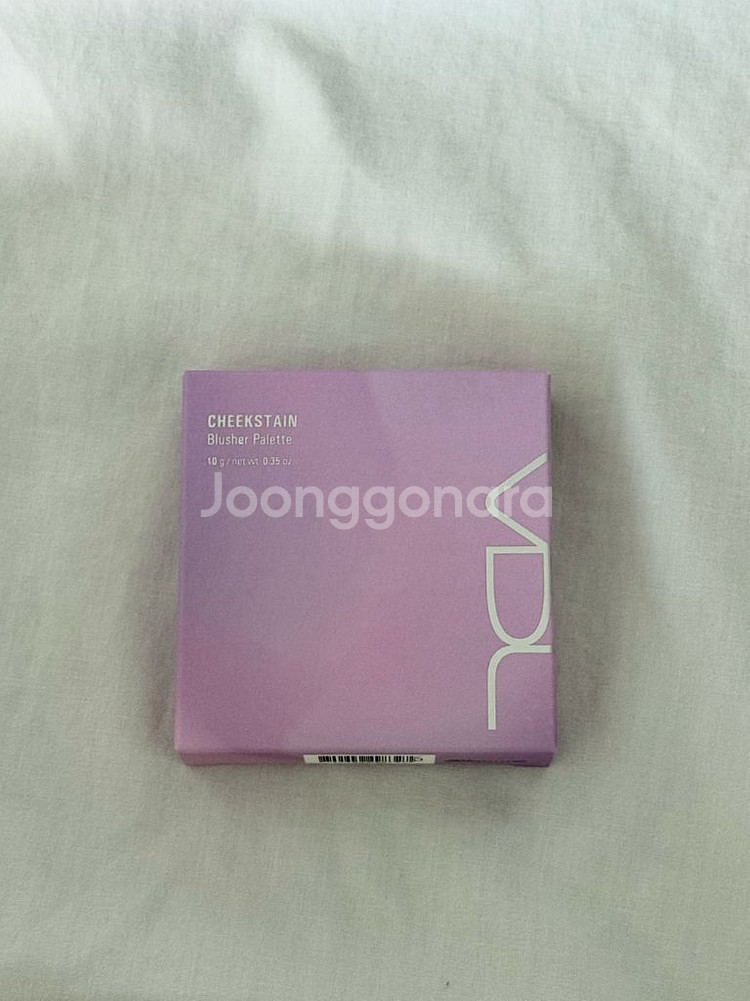 CHEEKSTAIN
Blusher Palette
10 g / net wt. 0.35 oz.
Joonggonara
VDL